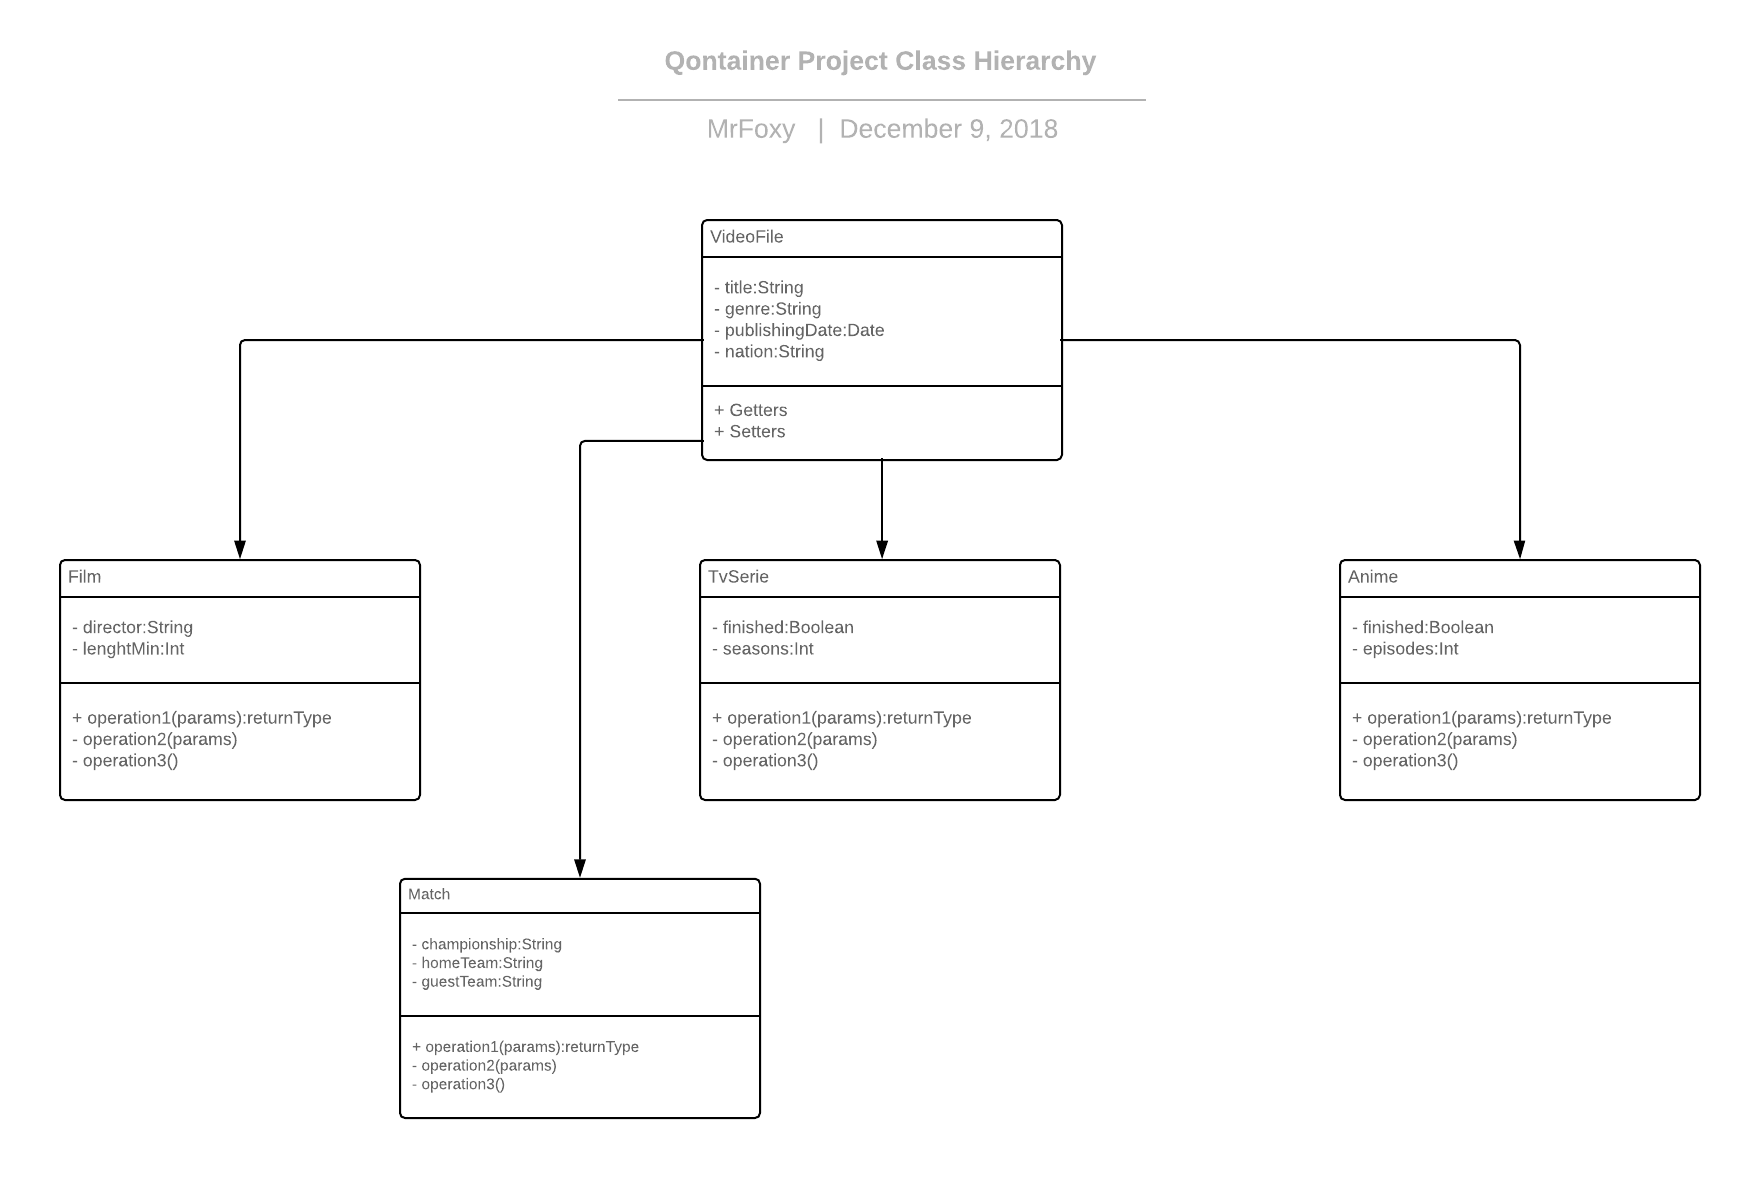 Qontainer Project Class Hierarchy
MrFoxy | December 9, 2018
VideoFile
- title:String
- genre:String
- publishingDate:Date
- nation:String
+ Getters
+ Setters
Film
- director:String
- lenghtMin:Int
+ operation1(params):returnType
- operation2(params)
- operation3()
TvSerie
- finished:Boolean
- seasons:Int
+ operation1(params):returnType
- operation2(params)
- operation3()
Anime
- finished:Boolean
- episodes:Int
+ operation1(params):returnType
- operation2(params)
- operation3()
Match
- championship:String
- homeTeam:String
- guestTeam:String
+ operation1(params):returnType
- operation2(params)
- operation3()